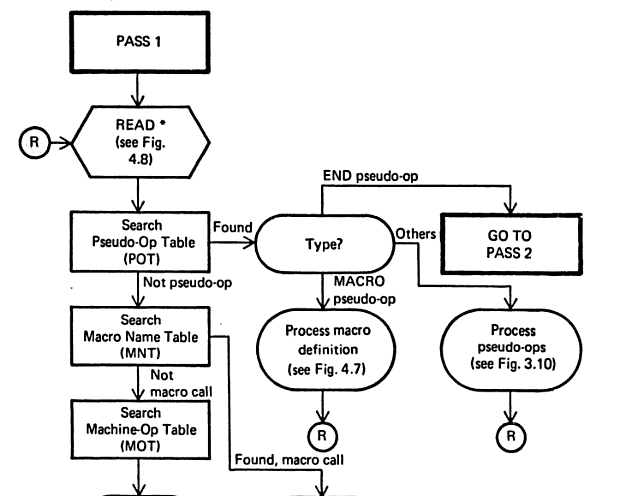 PASS 1
READ *
(see Fig.
4.8)
R
END pseudo-op
Search
Pseudo-Op Table
(POT)
Found
Type?
Others
GO TO
PASS 2
Not pseudo-op
MACRO
pseudo-op
Search
Macro Name Table
(MNT)
Process macro
definition
(see Fig. 4.7)
Process
pseudo-ops
(see Fig. 3.10)
Not
macro call
Search
Machine-Op Table
(MOT)
R
R
Found, macro call